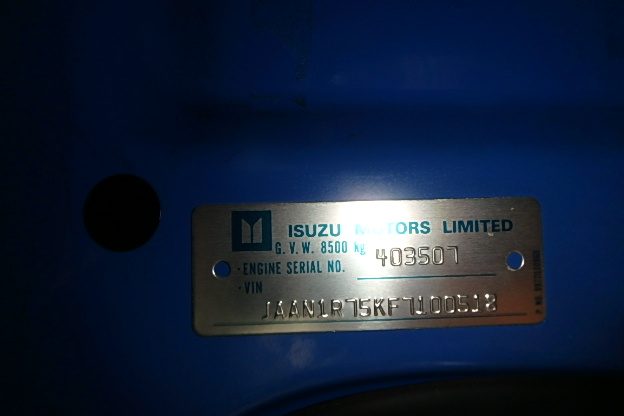 ISUZU MOTORS LIMITED
G.V.W. 8500 kg
·ENGINE SERIAL NO. 403507
·VIN
JAAN1R75KF7100518